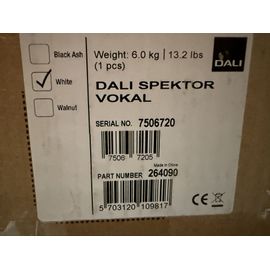 Black Ash
White
Walnut
Weight: 6.0 kg | 13.2 lbs
(1 pcs)
DALI
DALI SPEKTOR
VOKAL
SERIAL NO. 7506720
7506 7205
Made in China
PART NUMBER 264090
5 703120 109817
CE